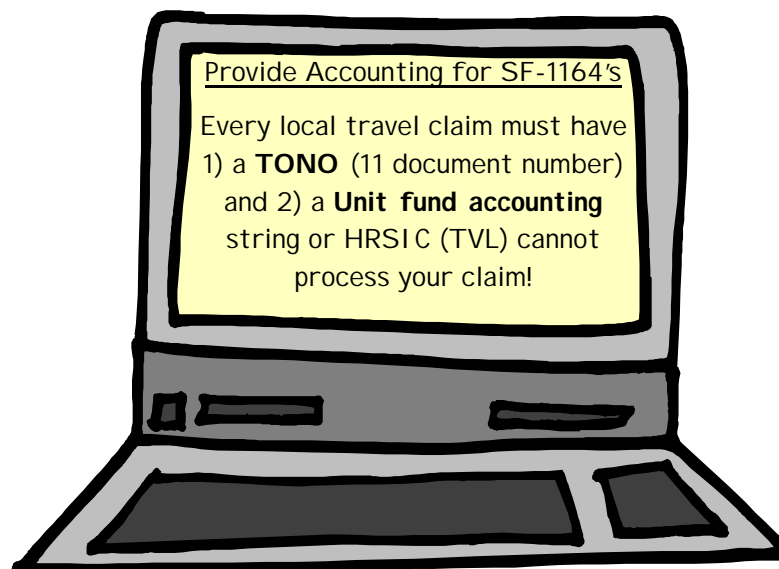 Provide Accounting for SF-1164's
Every local travel claim must have
1) a TONO (11 document number)
and 2) a Unit fund accounting
string or HRSIC (TVL) cannot
process your claim!